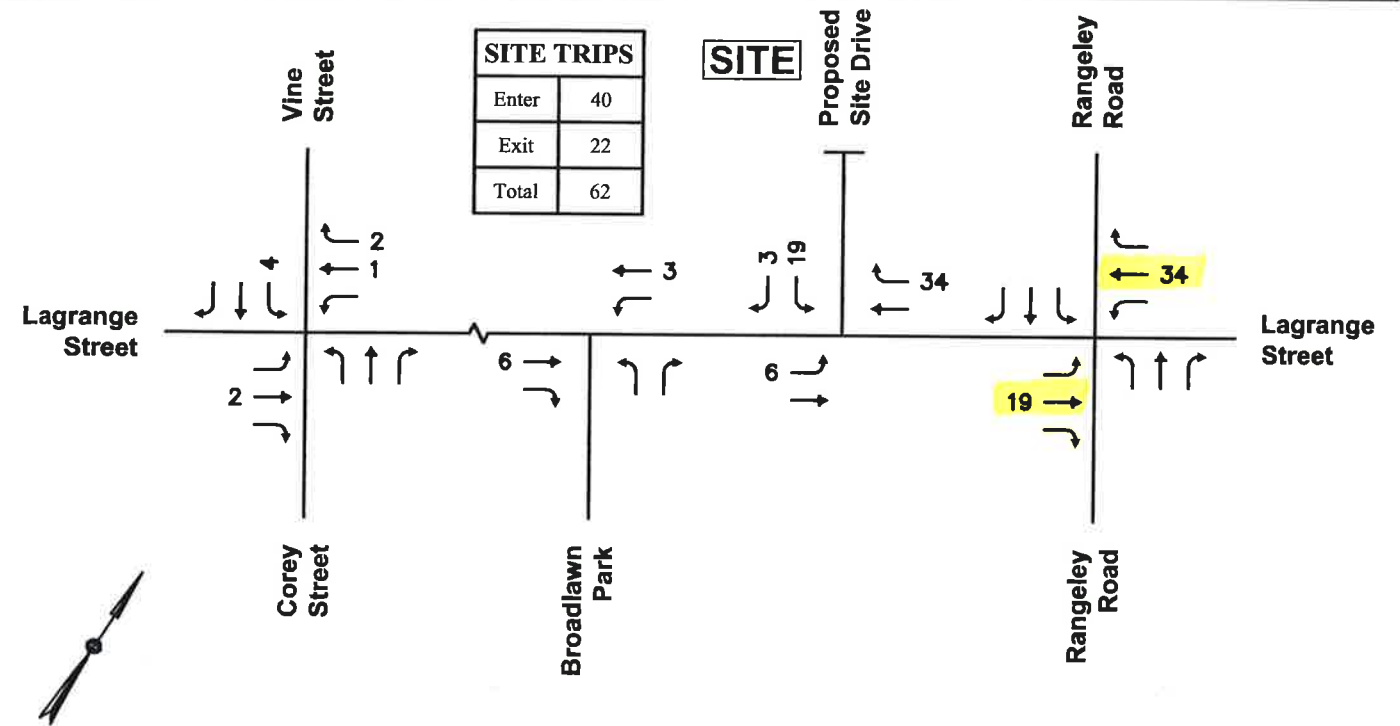 Vine
Street
SITE TRIPS
Enter 40
Exit 22
Total 62
SITE
Proposed
Site Drive
Rangeley
Road
4
2
1
3
3
19
34
34
Lagrange
Street
Lagrange
Street
2
6
6
19
Corey
Street
Broadlawn
Park
Rangeley
Road